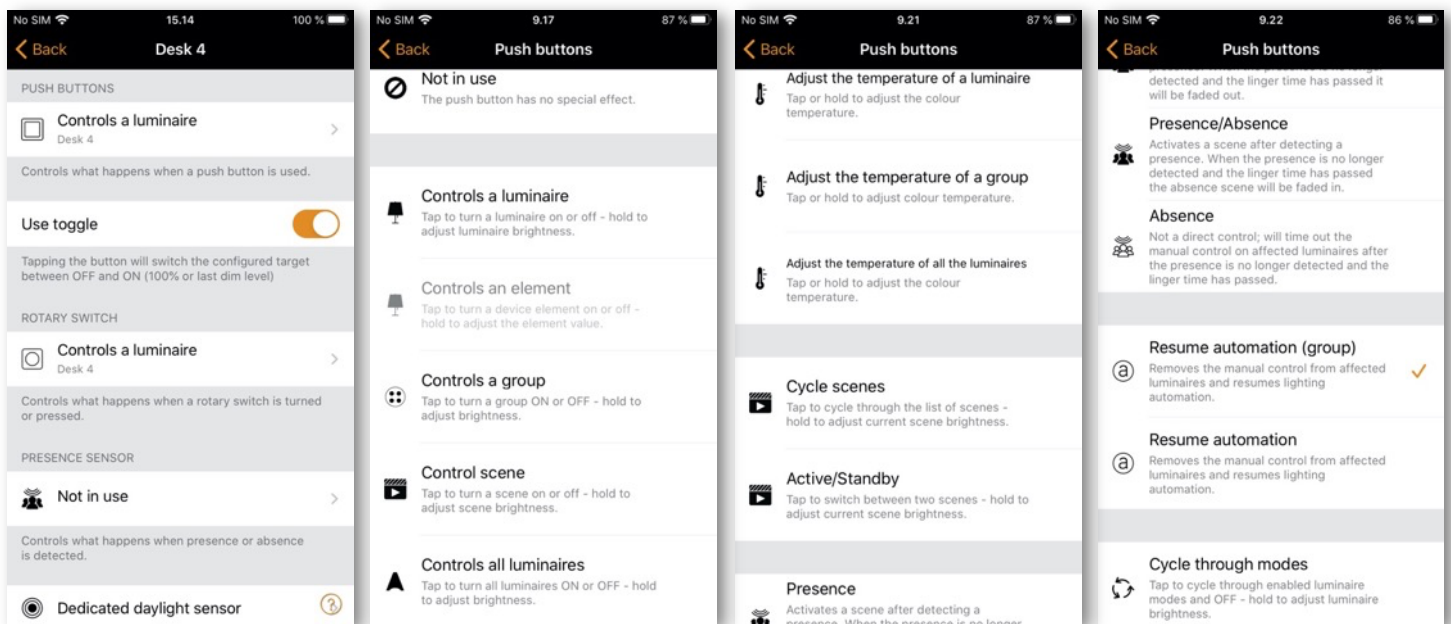 No SIM 15.14 100 %
Back Desk 4
PUSH BUTTONS
Controls a luminaire
Desk 4
Controls what happens when a push button is used.
Use toggle
Tapping the button will switch the configured target
between OFF and ON (100% or last dim level)
ROTARY SWITCH
Controls a luminaire
Desk 4
Controls what happens when a rotary switch is turned
or pressed.
PRESENCE SENSOR
Not in use
Controls what happens when presence or absence
is detected.
Dedicated daylight sensor
No SIM 9.17 87 %
Back Push buttons
Not in use
The push button has no special effect.
Controls a luminaire
Tap to turn a luminaire on or off - hold to
adjust luminaire brightness.
Controls an element
Tap to turn a device element on or off -
hold to adjust the element value.
Controls a group
Tap to turn a group ON or OFF - hold to
adjust brightness.
Control scene
Tap to turn a scene on or off - hold to
adjust scene brightness.
Controls all luminaires
Tap to turn all luminaires ON or OFF - hold
to adjust brightness.
No SIM 9.21 87 %
Back Push buttons
Adjust the temperature of a luminaire
Tap or hold to adjust the colour
temperature.
Adjust the temperature of a group
Tap or hold to adjust colour temperature.
Adjust the temperature of all the luminaires
Tap or hold to adjust the colour
temperature.
Cycle scenes
Tap to cycle through the list of scenes -
hold to adjust current scene brightness.
Active/Standby
Tap to switch between two scenes - hold to
adjust current scene brightness.
Presence
Activates a scene after detecting a
presence. When the presence is no longer
No SIM 9.22 86 %
Back Push buttons
presence. When the presence is no longer
detected and the linger time has passed it
will be faded out.
Presence/Absence
Activates a scene after detecting a
presence. When the presence is no longer
detected and the linger time has passed
the absence scene will be faded in.
Absence
Not a direct control; will time out the
manual control on affected luminaires after
the presence is no longer detected and the
linger time has passed.
Resume automation (group)
Removes the manual control from affected
luminaires and resumes lighting
automation.
Resume automation
Removes the manual control from affected
luminaires and resumes lighting
automation.
Cycle through modes
Tap to cycle through enabled luminaire
modes and OFF - hold to adjust luminaire
brightness.